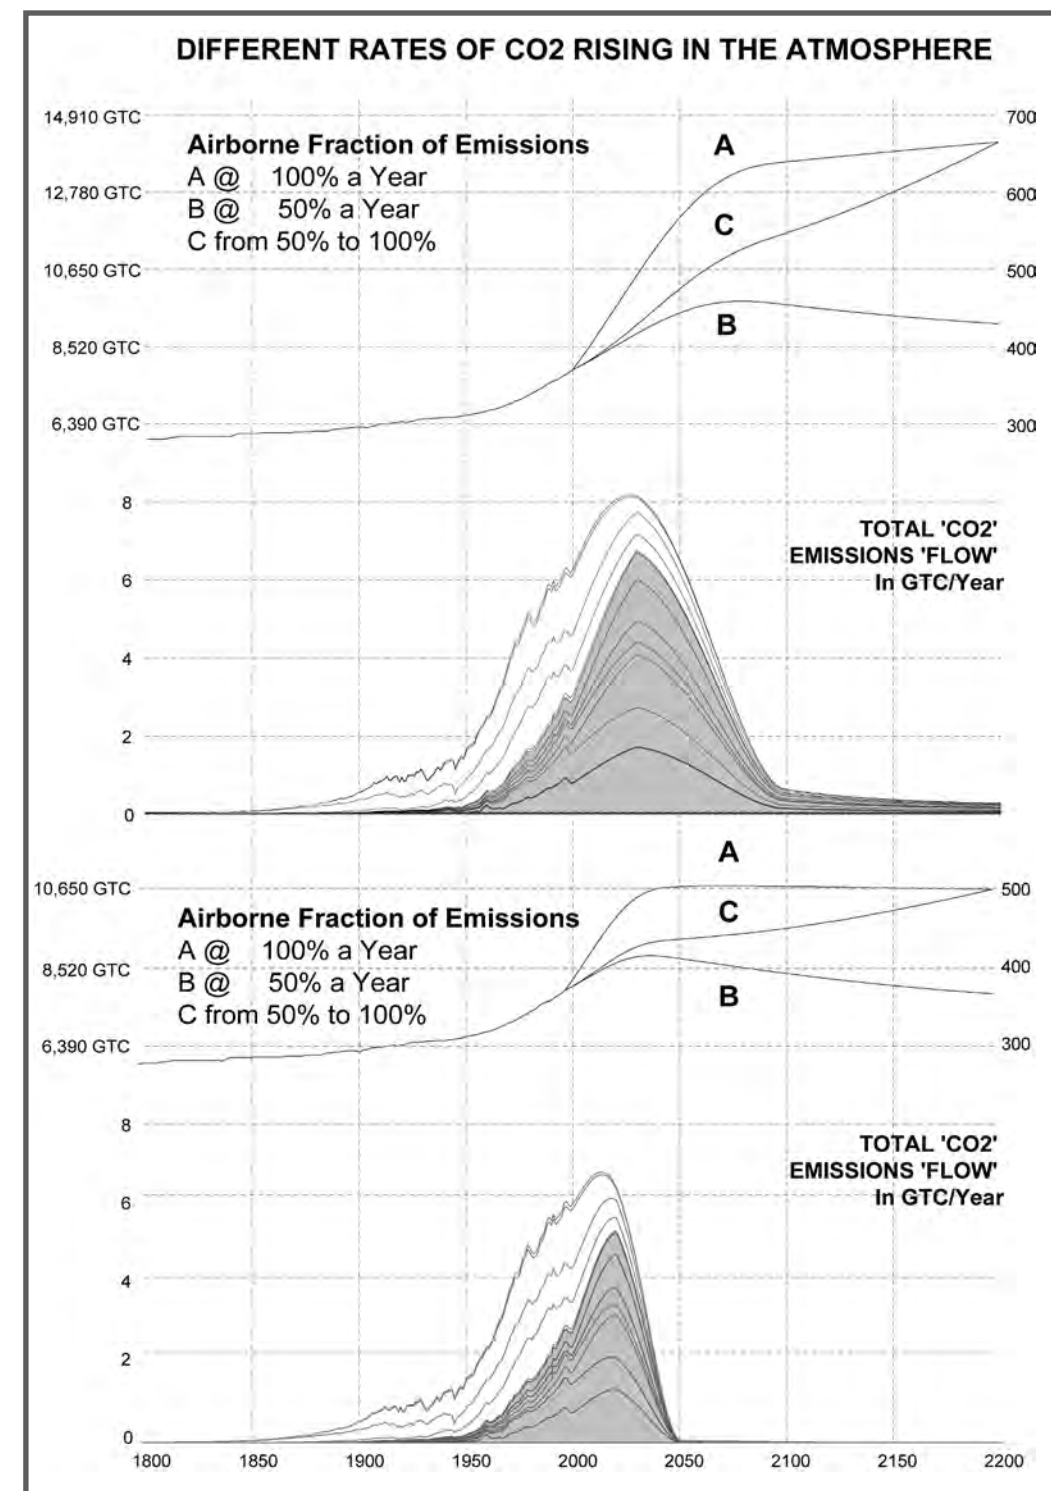 DIFFERENT RATES OF CO2 RISING IN THE ATMOSPHERE
14,910 GTC
700
Airborne Fraction of Emissions
A
A @ 100% a Year
12,780 GTC
600
B @ 50% a Year
C
C from 50% to 100%
10,650 GTC
500
B
8,520 GTC
400
6,390 GTC
300
8
TOTAL 'CO2'
EMISSIONS 'FLOW'
In GTC/Year
6
4
2
0
A
10,650 GTC
500
Airborne Fraction of Emissions
C
A @ 100% a Year
8,520 GTC
400
B @ 50% a Year
B
C from 50% to 100%
6,390 GTC
300
8
TOTAL 'CO2'
EMISSIONS 'FLOW'
In GTC/Year
6
4
2
0
1800 1850 1900 1950 2000 2050 2100 2150 2200